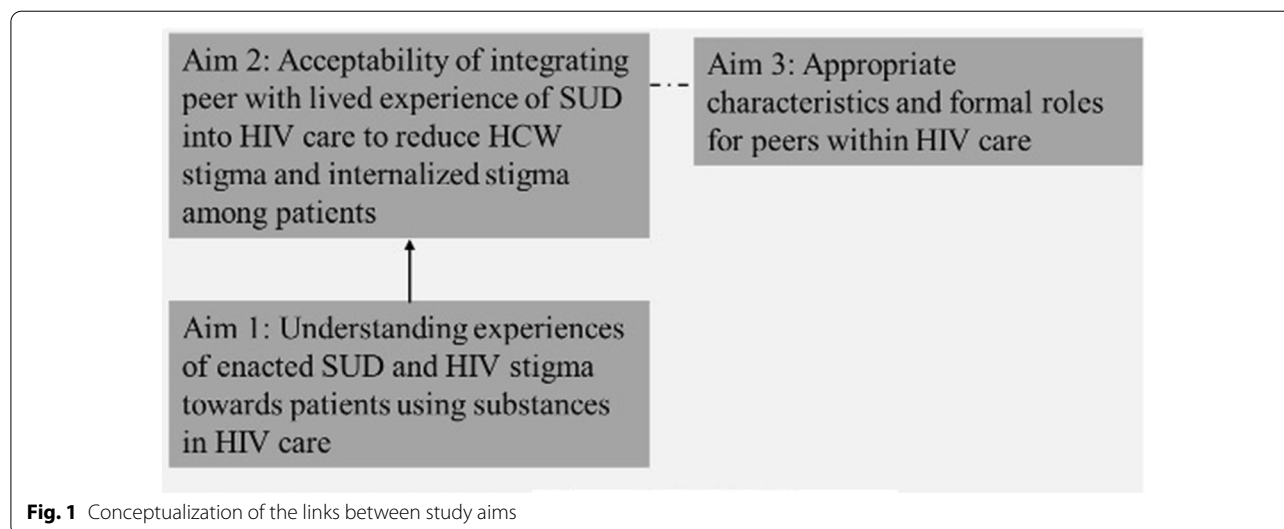 Aim 2: Acceptability of integrating
peer with lived experience of SUD
into HIV care to reduce HCW
stigma and internalized stigma
among patients
Aim 3: Appropriate
characteristics and formal roles
for peers within HIV care
Aim 1: Understanding experiences
of enacted SUD and HIV stigma
towards patients using substances
in HIV care
Fig. 1 Conceptualization of the links between study aims